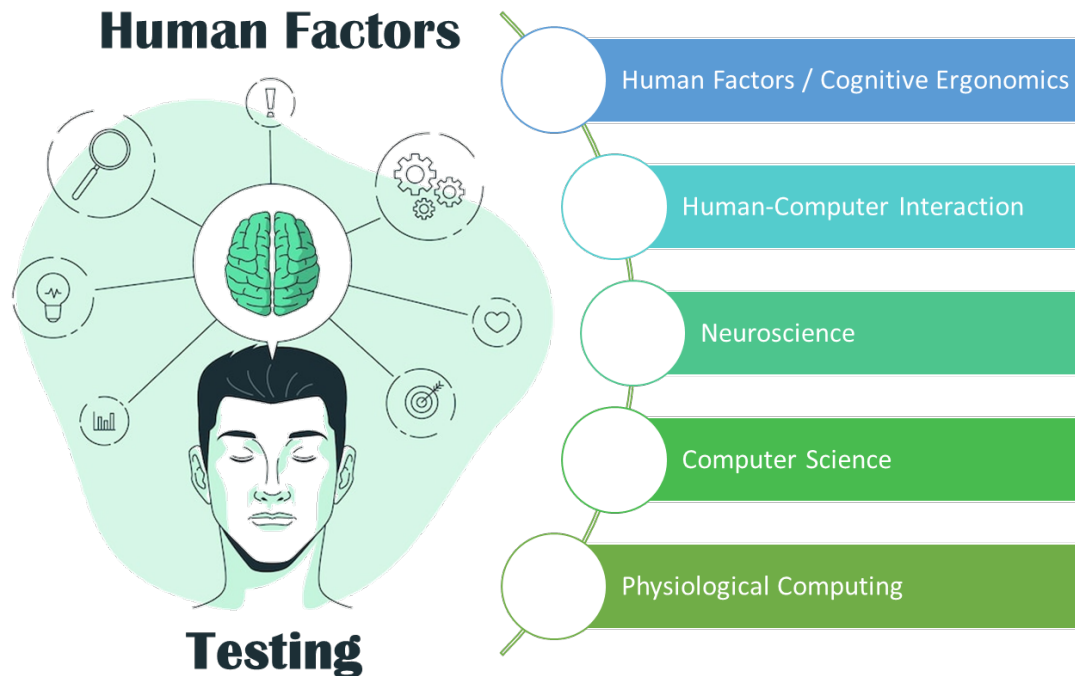 Human Factors
Testing
Human Factors / Cognitive Ergonomics
Human-Computer Interaction
Neuroscience
Computer Science
Physiological Computing